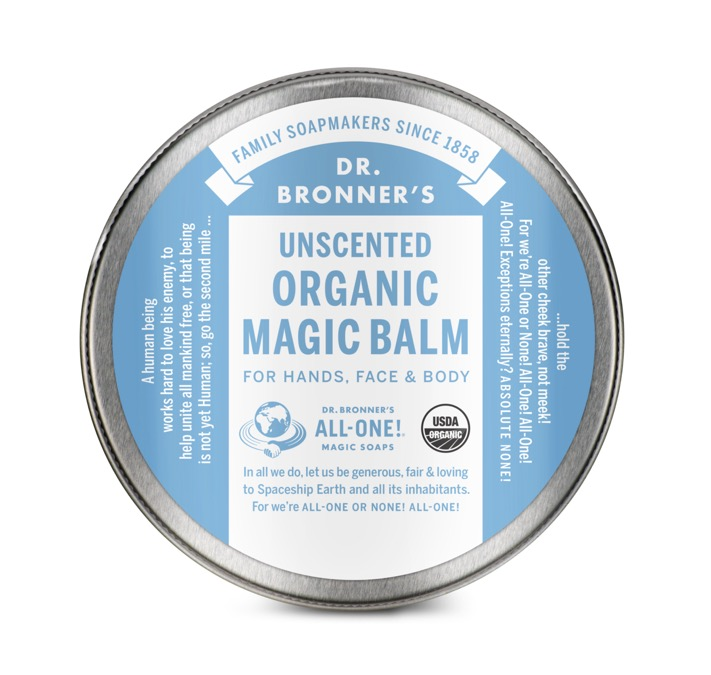 FAMILY SOAPMAKERS SINCE 1858
DR.
BRONNER'S
UNSCENTED
ORGANIC
MAGIC BALM
FOR HANDS, FACE & BODY
DR. BRONNER'S
ALL-ONE!
MAGIC SOAPS
USDA
ORGANIC
In all we do, let us be generous, fair & loving
to Spaceship Earth and all its inhabitants.
For we're ALL-ONE OR NONE! ALL-ONE!
A human being
works hard to love his enemy, to
help unite all mankind free, or that being
is not yet Human; so, go the second mile ...
...hold the
other cheek brave, not meek!
For we're All-One or None! All-One! All-One!
All-One! Exceptions eternally? ABSOLUTE NONE!